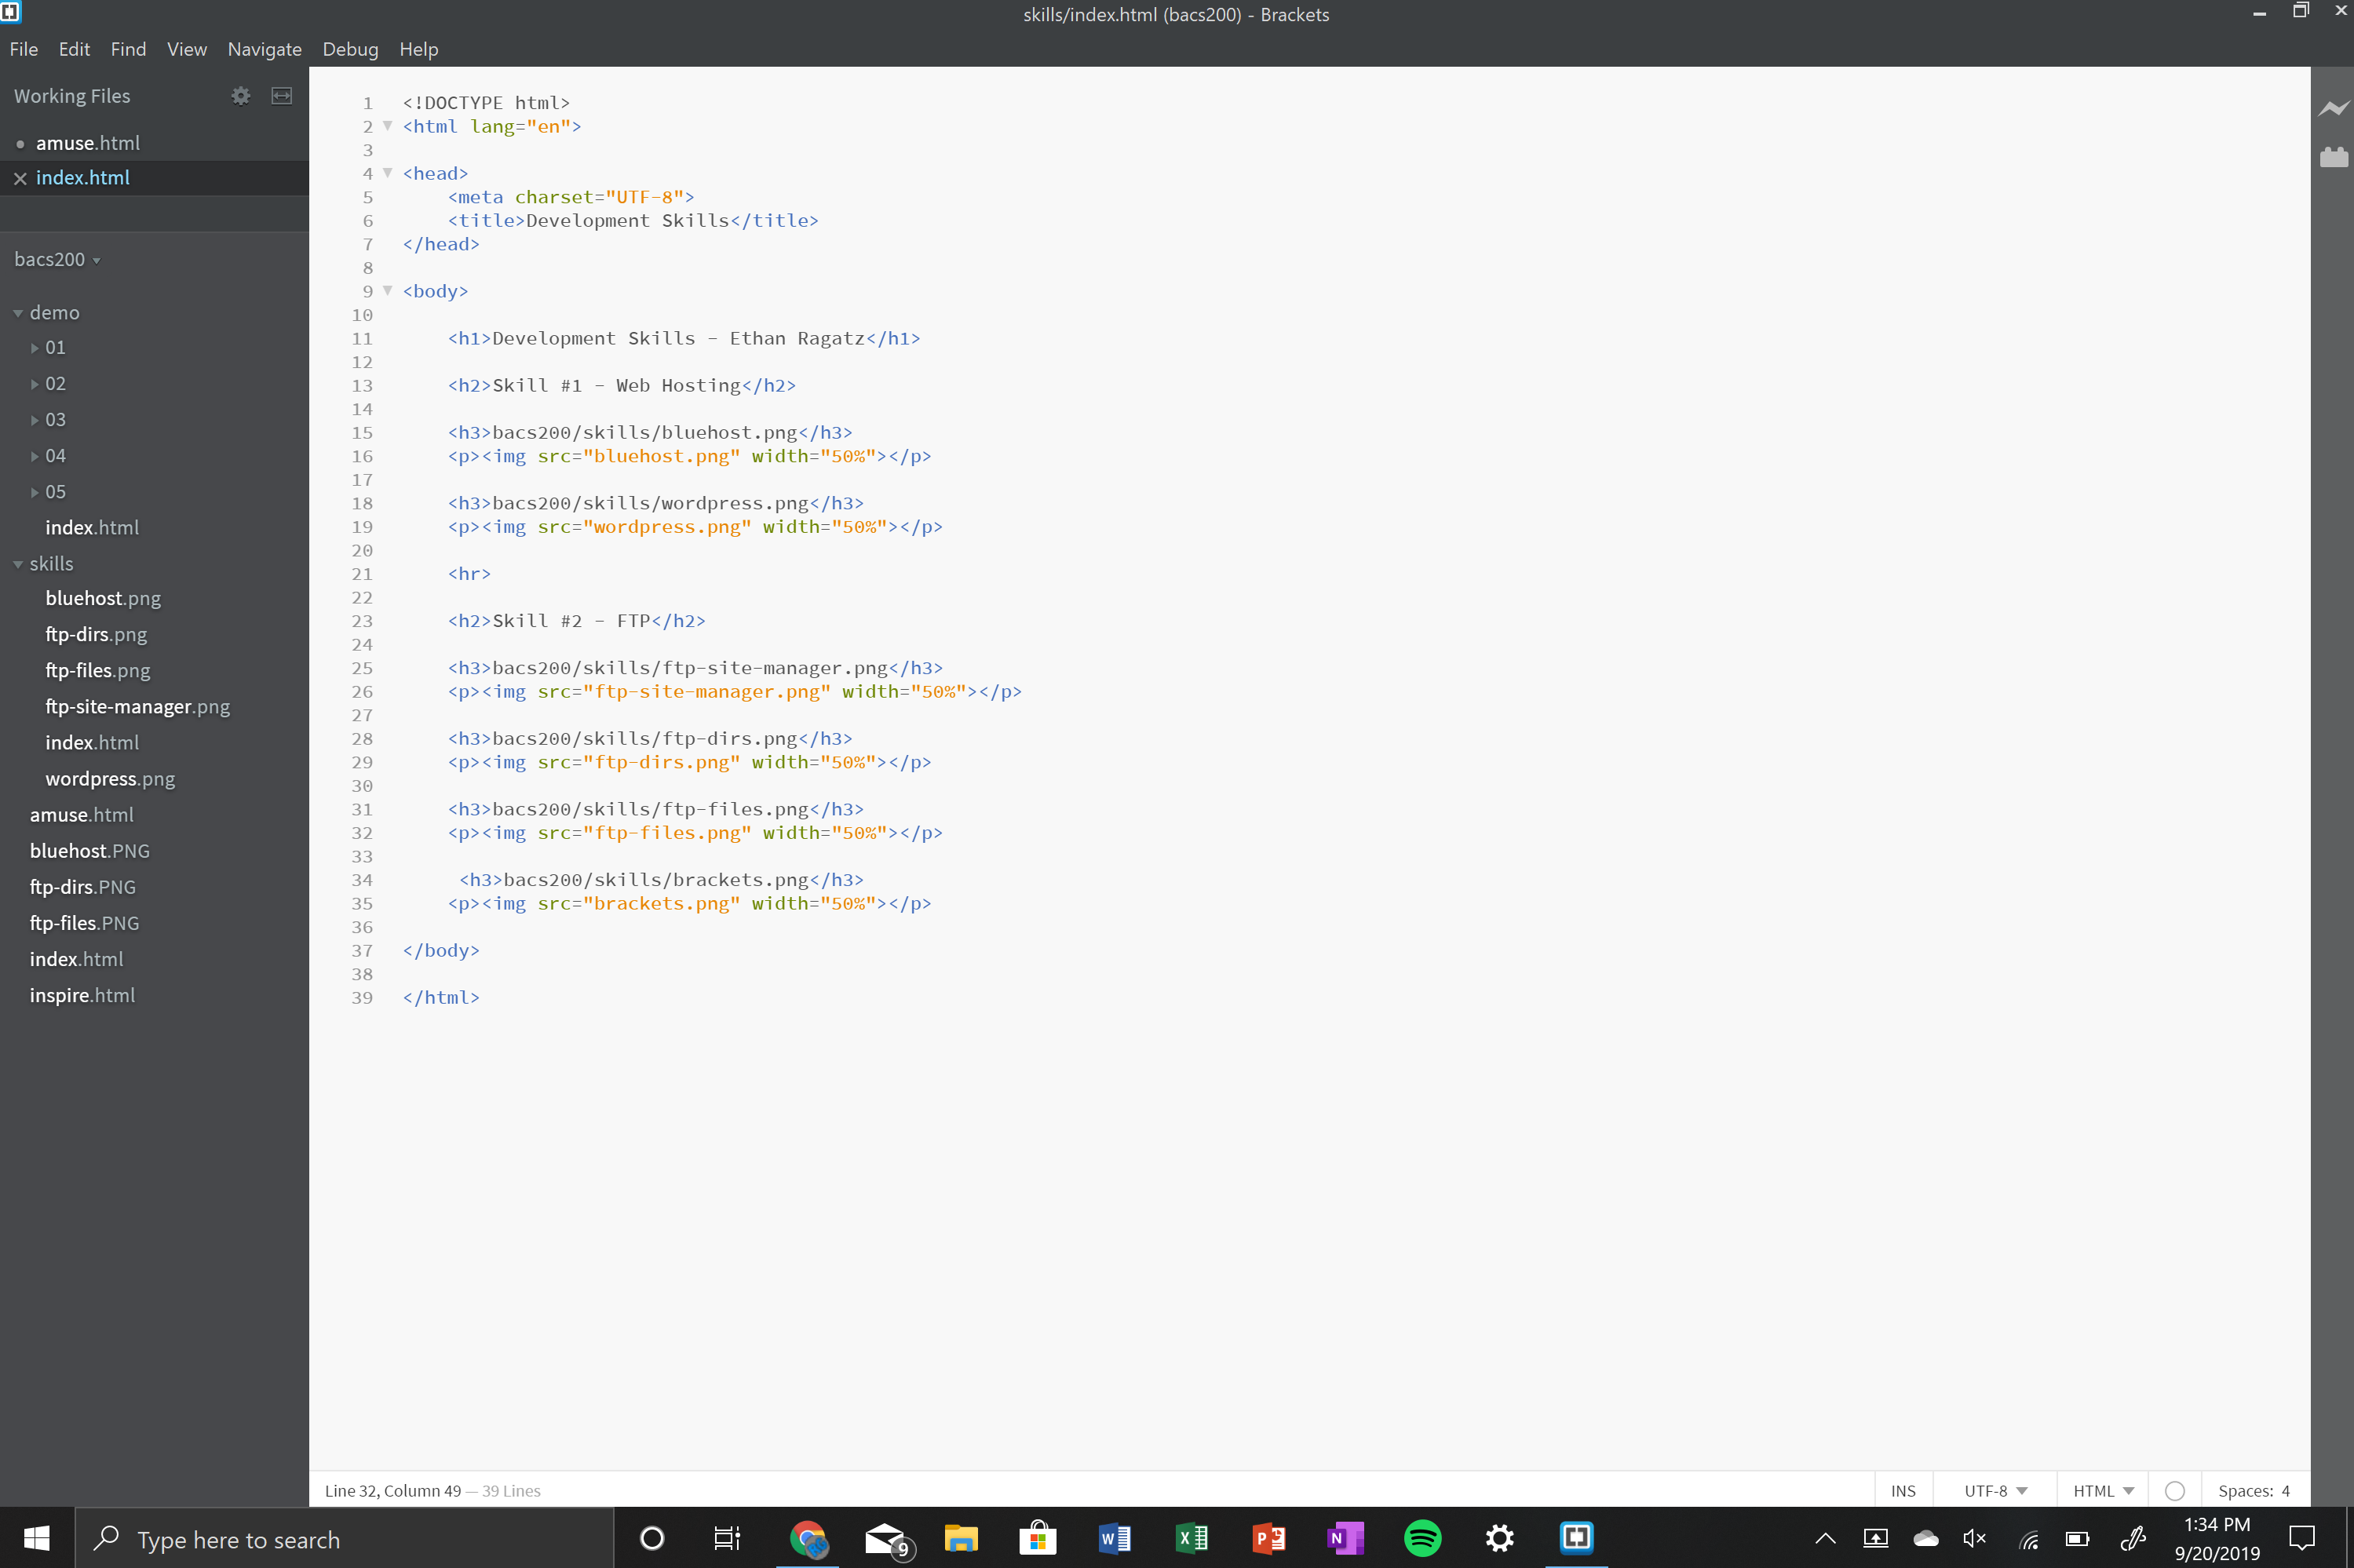 skills/index.html (bacs200) - Brackets
File Edit Find View Navigate Debug Help
Working Files
amuse.html
index.html
bacs200
demo
01
02
03
04
05
index.html
skills
bluehost.png
ftp-dirs.png
ftp-files.png
ftp-site-manager.png
index.html
wordpress.png
amuse.html
bluehost.PNG
ftp-dirs.PNG
ftp-files.PNG
index.html
inspire.html
1 <!DOCTYPE html>
2 <html lang="en">
3
4 <head>
5     <meta charset="UTF-8">
6     <title>Development Skills</title>
7 </head>
8
9 <body>
10
11     <h1>Development Skills - Ethan Ragatz</h1>
12
13     <h2>Skill #1 - Web Hosting</h2>
14
15     <h3>bacs200/skills/bluehost.png</h3>
16     <p><img src="bluehost.png" width="50%"></p>
17
18     <h3>bacs200/skills/wordpress.png</h3>
19     <p><img src="wordpress.png" width="50%"></p>
20
21     <hr>
22
23     <h2>Skill #2 - FTP</h2>
24
25     <h3>bacs200/skills/ftp-site-manager.png</h3>
26     <p><img src="ftp-site-manager.png" width="50%"></p>
27
28     <h3>bacs200/skills/ftp-dirs.png</h3>
29     <p><img src="ftp-dirs.png" width="50%"></p>
30
31     <h3>bacs200/skills/ftp-files.png</h3>
32     <p><img src="ftp-files.png" width="50%"></p>
33
34      <h3>bacs200/skills/brackets.png</h3>
35     <p><img src="brackets.png" width="50%"></p>
36
37 </body>
38
39 </html>
Line 32, Column 49 — 39 Lines
INS UTF-8 HTML Spaces: 4
Type here to search
9
1:34 PM
9/20/2019